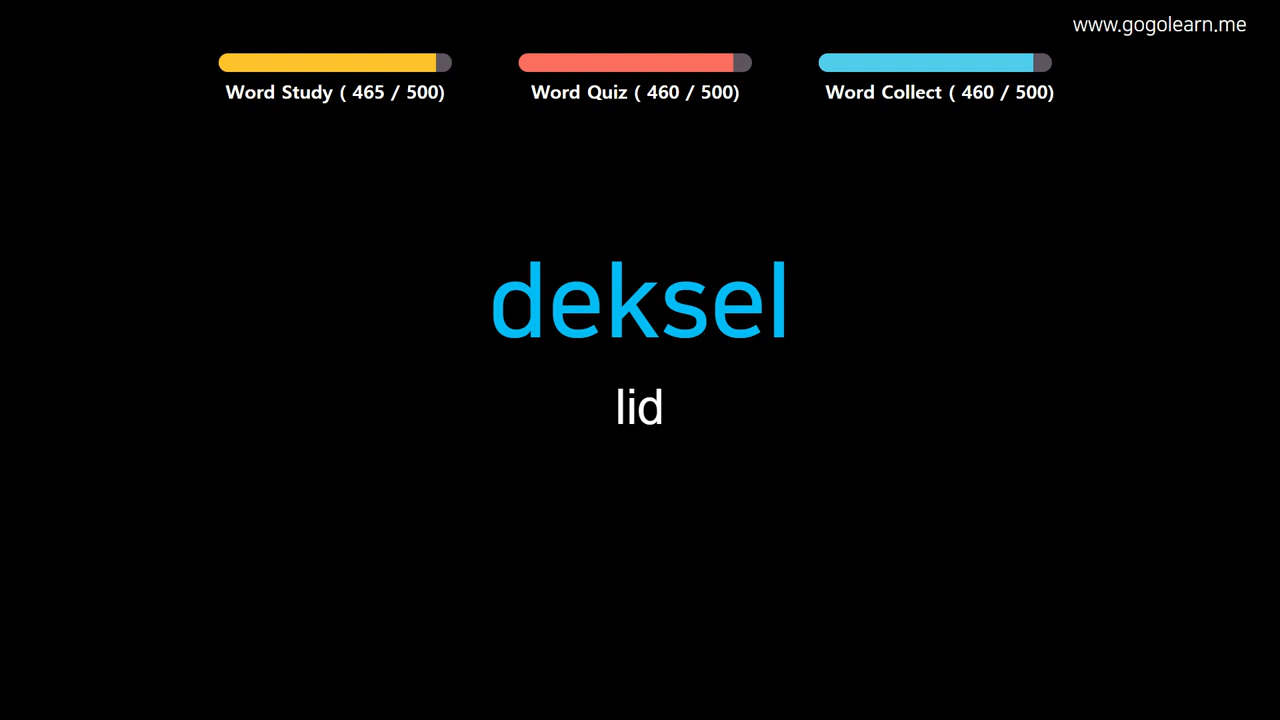 www.gogolearn.me
Word Study ( 465 / 500)
Word Quiz ( 460 / 500)
Word Collect ( 460 / 500)
deksel
lid